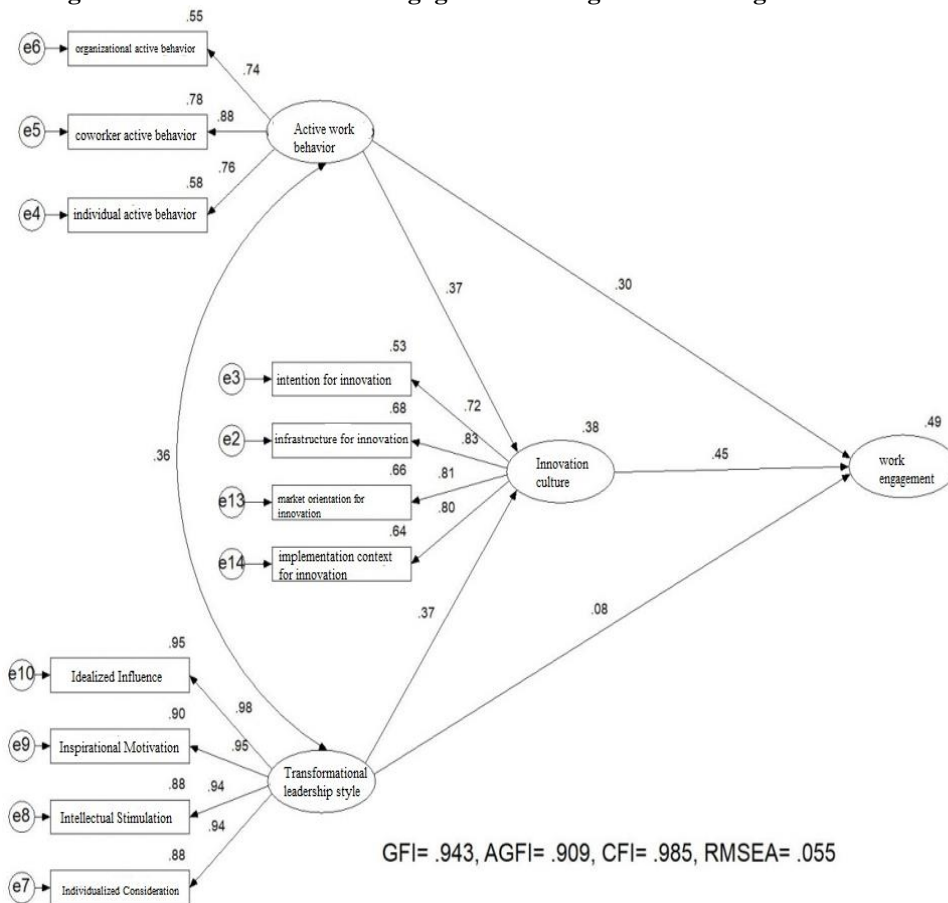 .55
e6
organizational active behavior
.74
.78
.88
e5
coworker active behavior
Active work
behavior
.76
.58
e4
individual active behavior
.37
.30
.53
e3
intention for innovation
.72
.68
.38
.49
e2
infrastructure for innovation
.83
.36
.66
.81
Innovation
culture
.45
work
engagement
e13
market orientation for
innovation
.80
.64
e14
implementation context
for innovation
.37
.08
.95
e10
Idealized Influence
.98
.90
e9
Inspirational Motivation
.95
Transformational
leadership style
.88
.94
e8
Intellectual Stimulation
.94
.88
GFI= .943, AGFI= .909, CFI= .985, RMSEA= .055
e7
Individualized Consideration